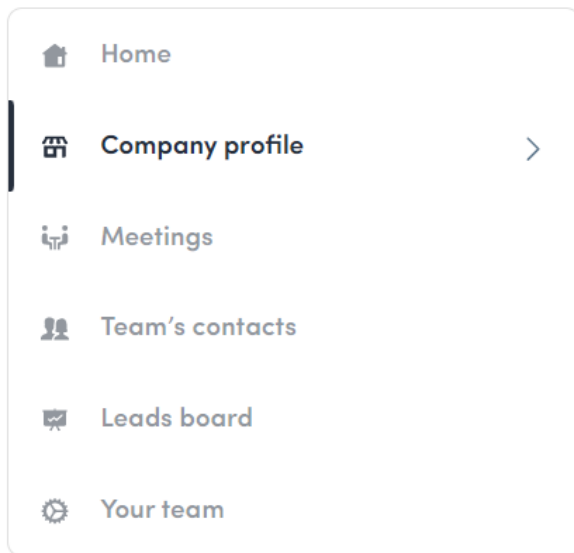 Home
Company profile
Meetings
Team’s contacts
Leads board
Your team